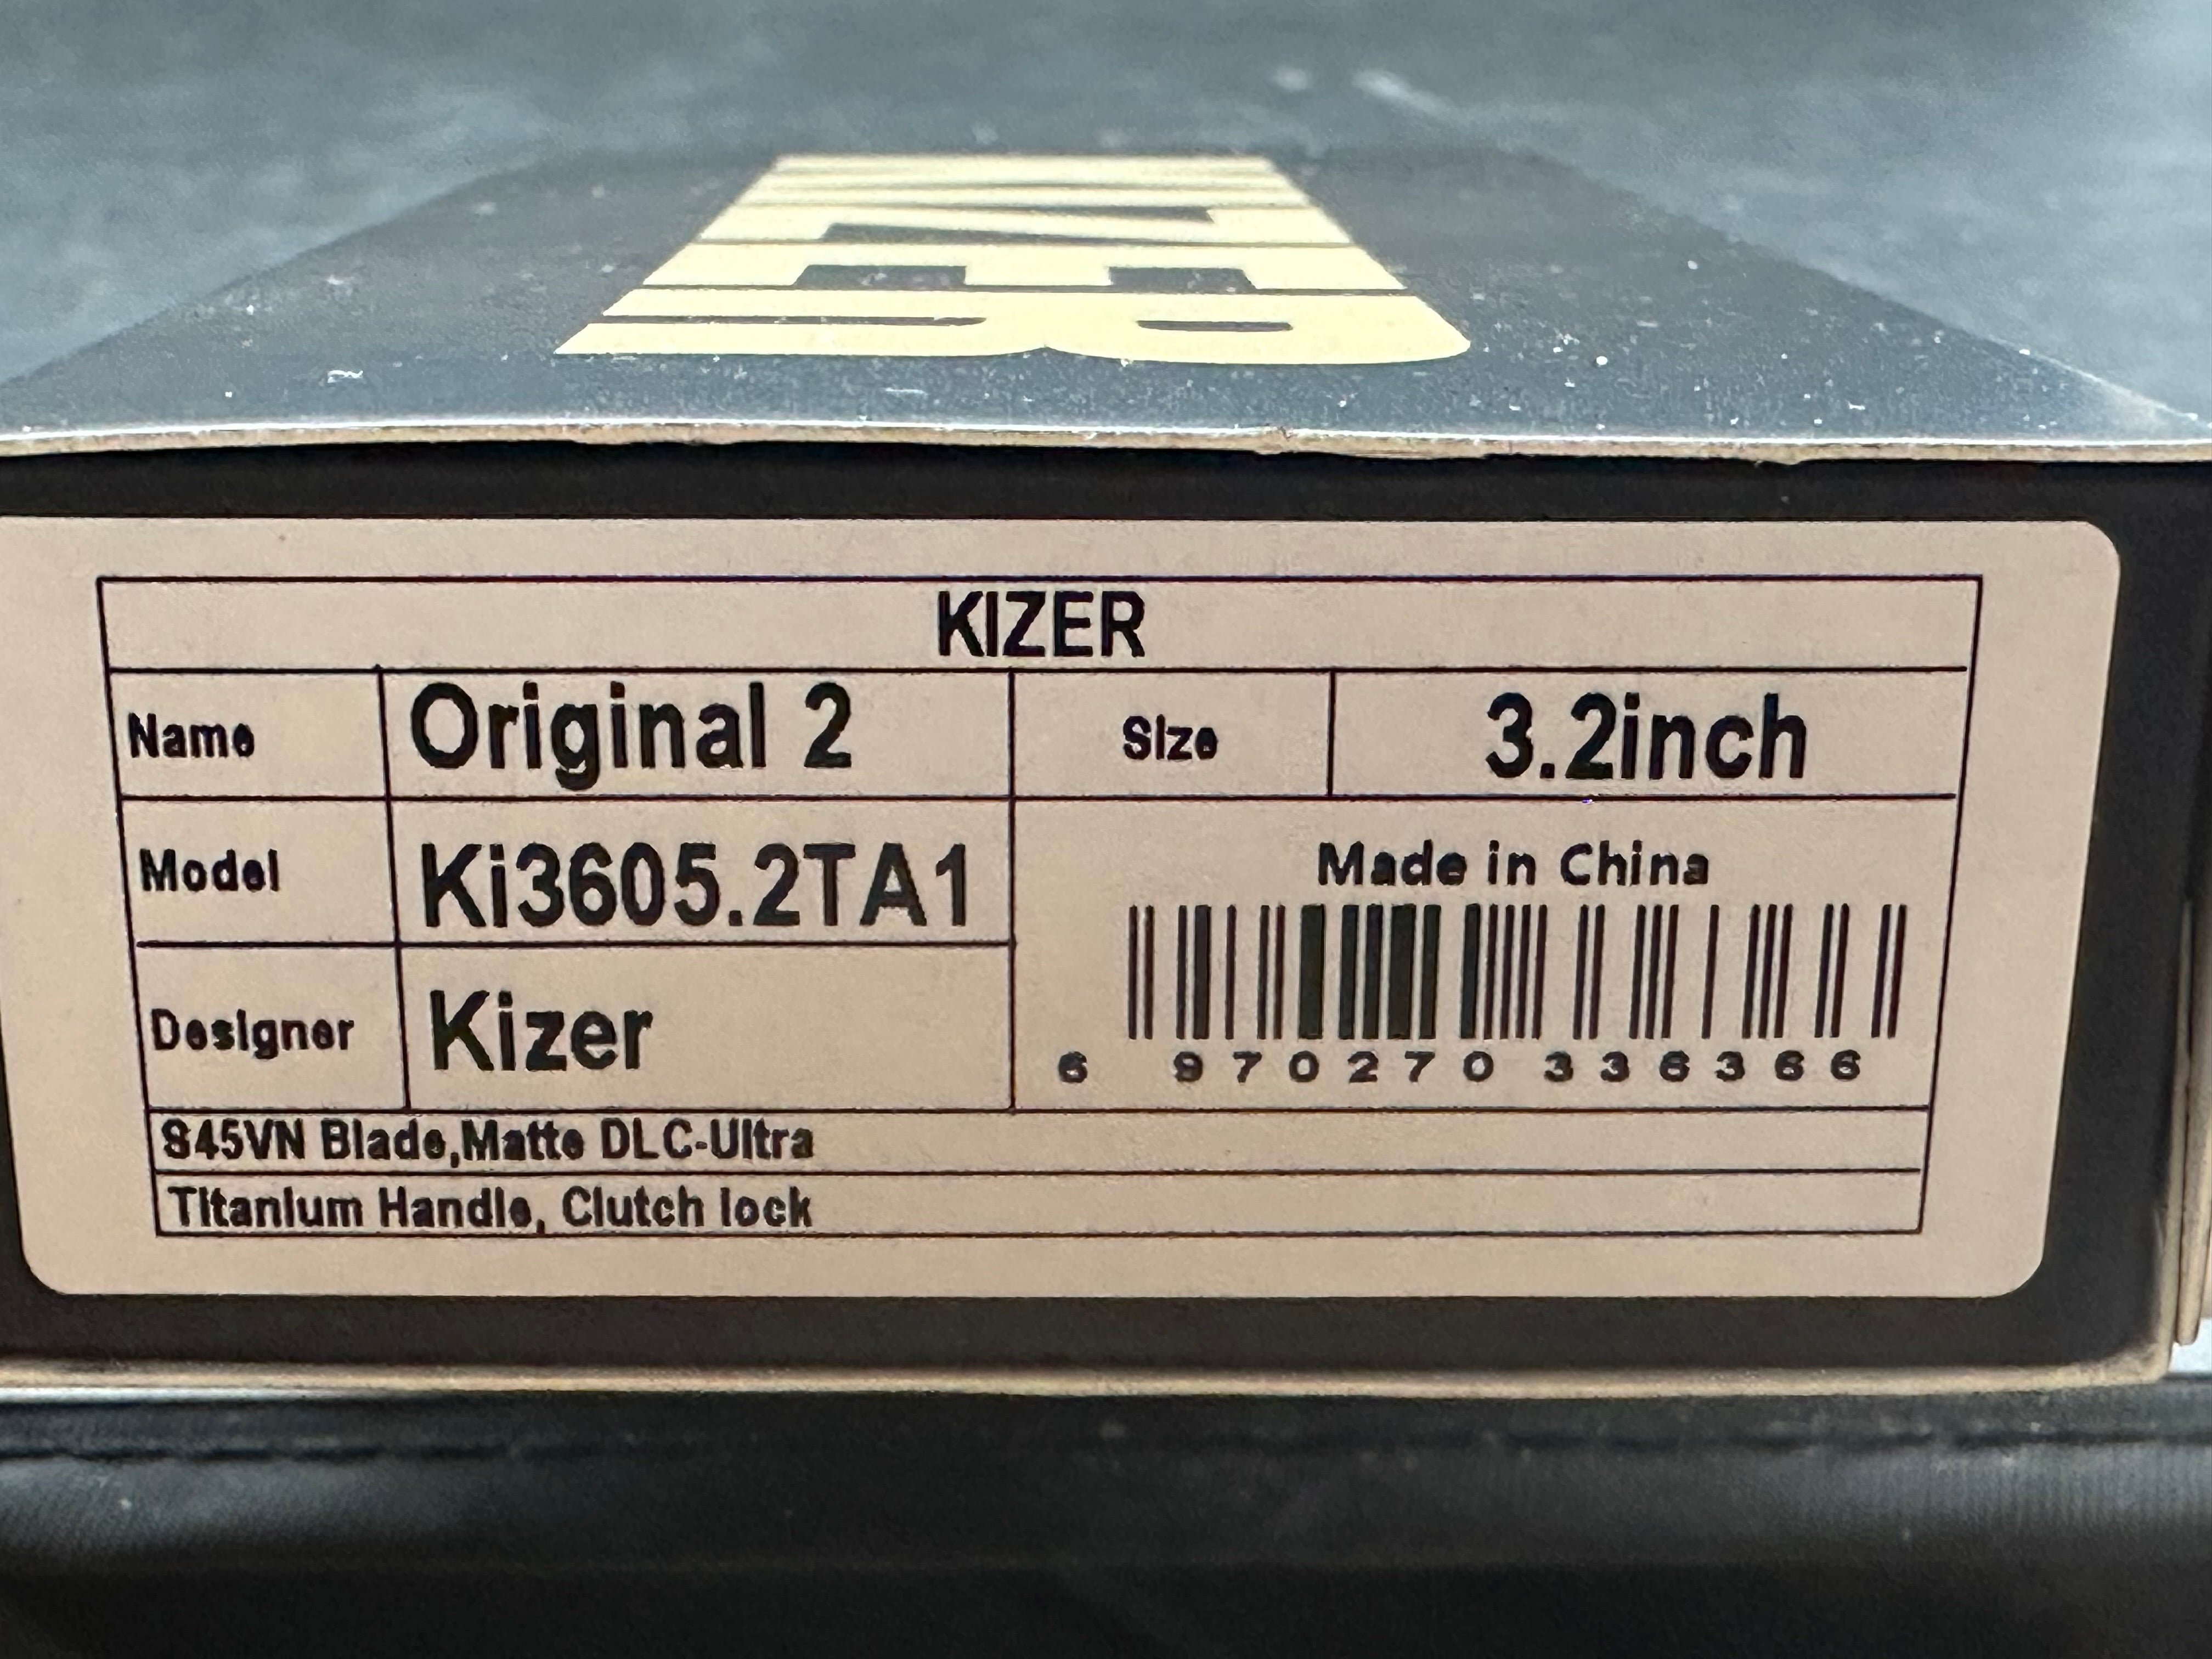 KIZER
KIZER
Name Original 2 Size 3.2inch
Model Ki3605.2TA1
Made in China
Designer Kizer
6 970270 336366
S45VN Blade,Matte DLC-Ultra
Titanium Handle, Clutch lock